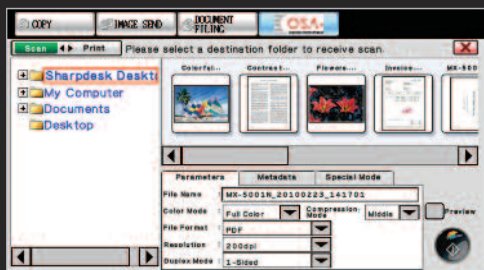 COPY
IMAGE SEND
DOCUMENT
FILING
OSA
Scan Print Please select a destination folder to receive scan.
Sharpdesk Deskt
My Computer
Documents
Desktop
Colorful... Contrast... Flowers... Invoice... MX-500
Parameters Metadata Special Mode
File Name : MX-5001N_20100223_141701
Color Mode : Full Color Compression Mode : Middle Preview
File Format : PDF
Resolution : 200dpi
Duplex Mode : 1-Sided